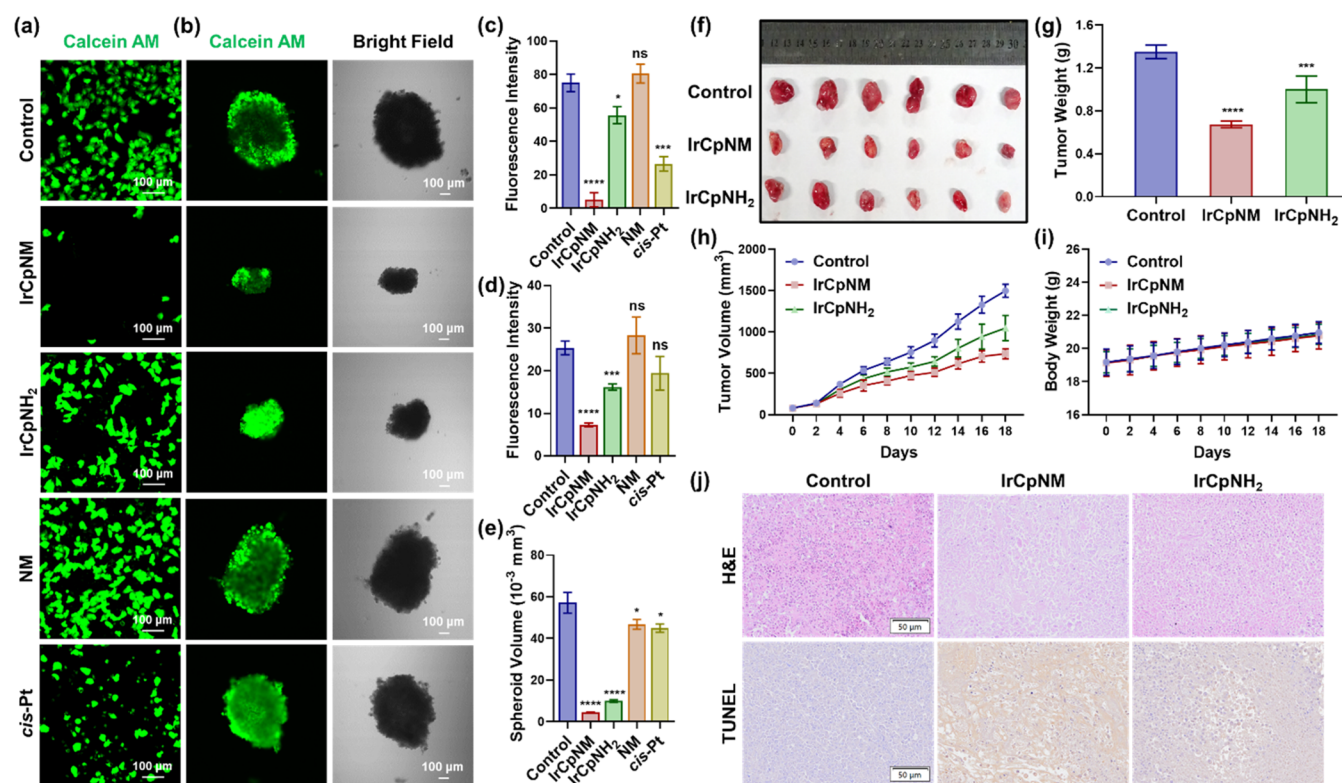 (a)
Calcein AM
(b)
Calcein AM
Bright Field
Control
100 µm
100 µm
IrCpNM
100 µm
100 µm
IrCpNH₂
100 µm
100 µm
NM
100 µm
100 µm
cis-Pt
100 µm
100 µm
(c)
Fluorescence Intensity
100
80
60
40
20
0
****
*
ns
***
Control
IrCpNM
IrCpNH₂
NM
cis-Pt
(d)
Fluorescence Intensity
40
30
20
10
0
****
***
ns
ns
Control
IrCpNM
IrCpNH₂
NM
cis-Pt
(e)
Spheroid Volume (10⁻³ mm³)
80
60
40
20
0
****
****
*
*
Control
IrCpNM
IrCpNH₂
NM
cis-Pt
(f)
Control
IrCpNM
IrCpNH₂
(g)
Tumor Weight (g)
1.6
1.2
0.8
0.4
0.0
****
***
Control
IrCpNM
IrCpNH₂
(h)
Tumor Volume (mm³)
2000
1500
1000
500
0
Control
IrCpNM
IrCpNH₂
0 2 4 6 8 10 12 14 16 18
Days
(i)
Body Weight (g)
26
24
22
20
18
16
Control
IrCpNM
IrCpNH₂
0 2 4 6 8 10 12 14 16 18
Days
(j)
Control
IrCpNM
IrCpNH₂
H&E
50 µm
TUNEL
50 µm